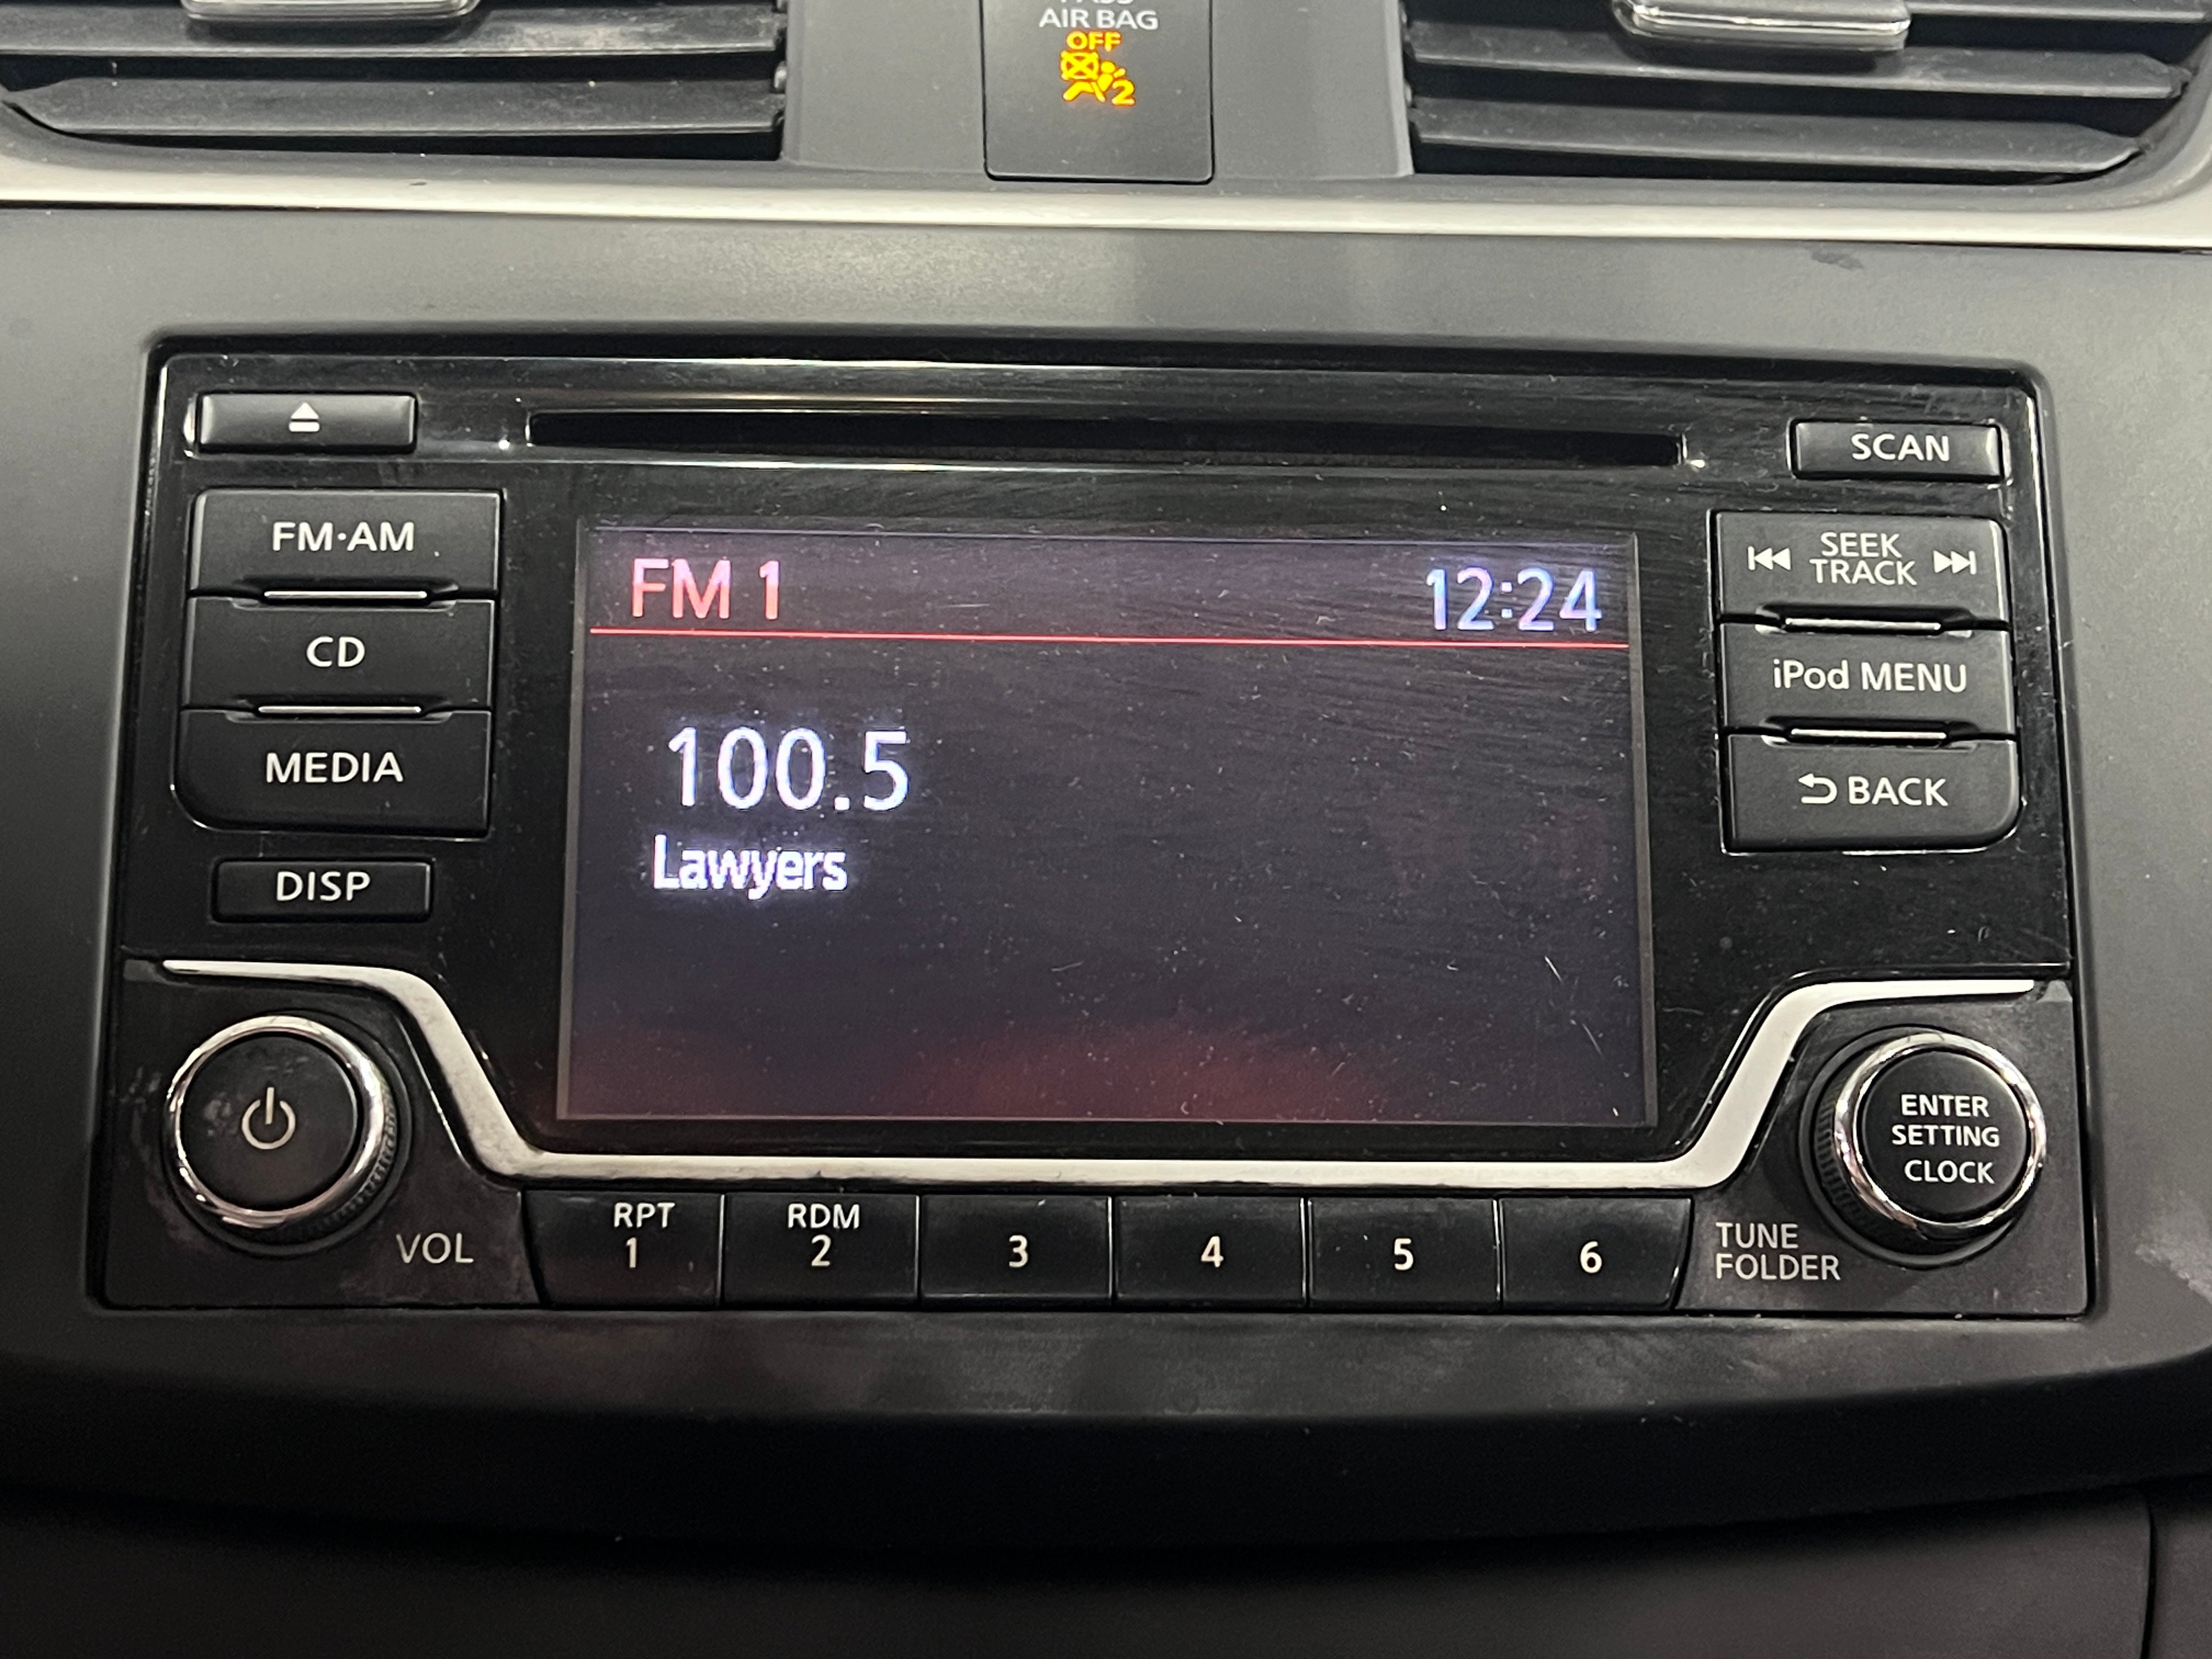 PASS
AIR BAG
OFF
2
SCAN
FM·AM
CD
MEDIA
DISP
FM 1
12:24
100.5
Lawyers
SEEK
TRACK
iPod MENU
BACK
VOL
RPT
1
RDM
2
3
4
5
6
TUNE
FOLDER
ENTER
SETTING
CLOCK